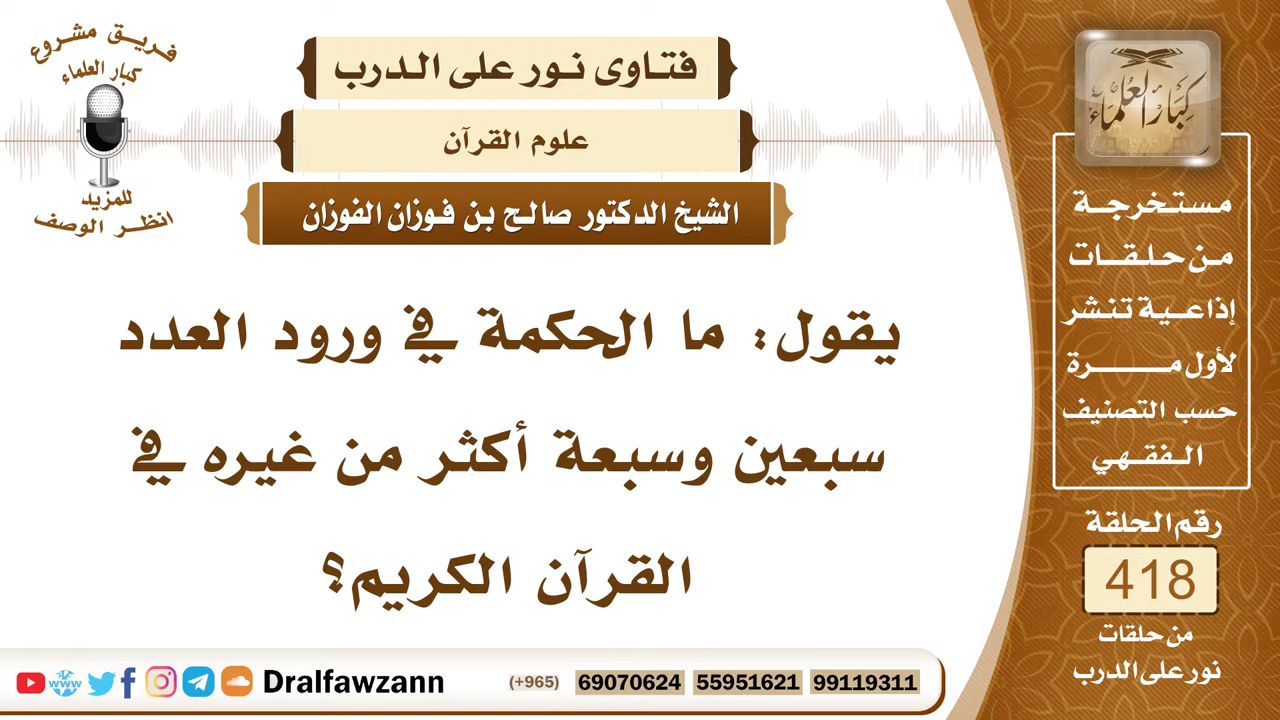 فريق مشروع
كبار العلماء
للمزيد
انظر الوصف
فتاوى نور على الدرب
علوم القرآن
الشيخ الدكتور صالح بن فوزان الفوزان
يقول: ما الحكمة في ورود العدد
سبعين وسبعة أكثر من غيره في
القرآن الكريم؟
كبار العلماء
مستخرجة
من حلقات
إذاعية تنشر
لأول مرة
حسب التصنيف
الفقهي
رقم الحلقة
418
من حلقات
نور على الدرب
www Dralfawzann (+965) 69070624 55951621 99119311